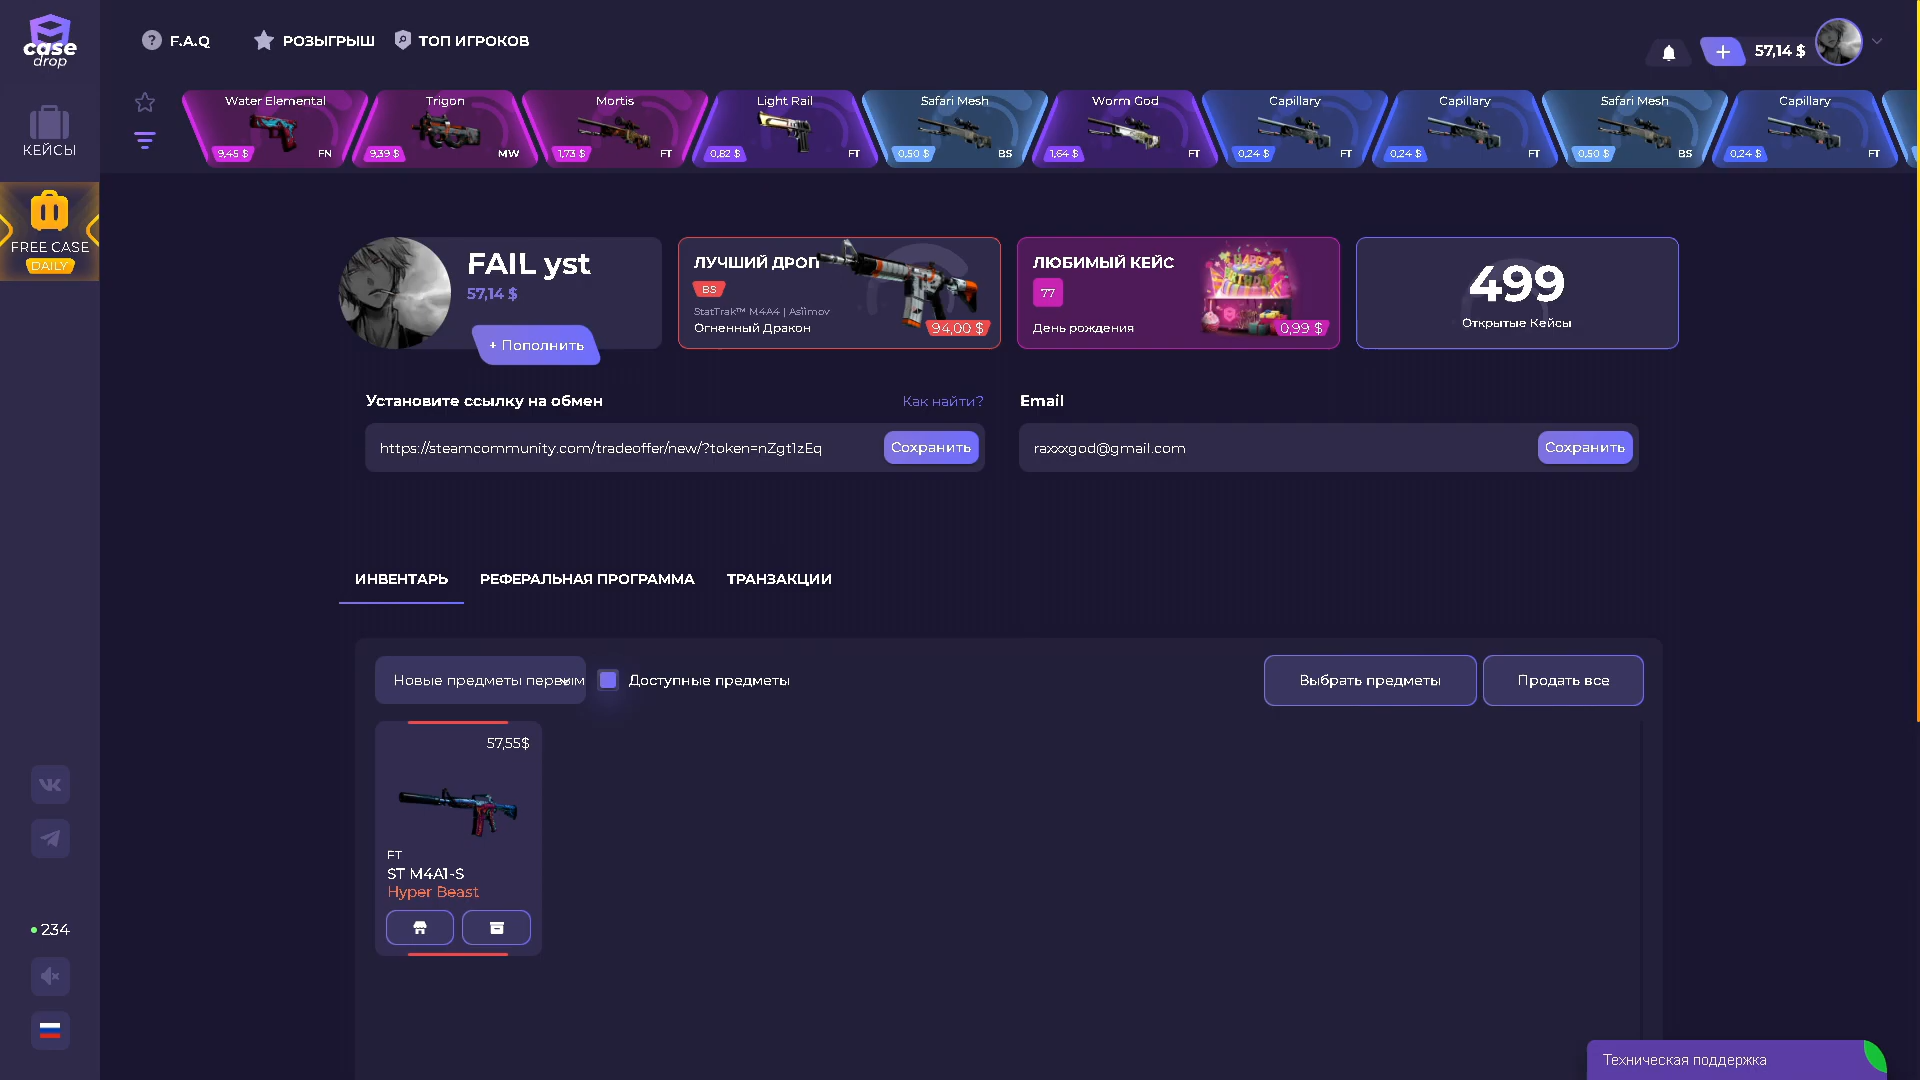 case
drop
F.A.Q
РОЗЫГРЫШ
ТОП ИГРОКОВ
57,14 $
КЕЙСЫ
FREE CASE
DAILY
Water Elemental
9,45 $
FN
Trigon
9,39 $
MW
Mortis
1,73 $
FT
Light Rail
0,82 $
FT
Safari Mesh
0,50 $
BS
Worm God
1,64 $
FT
Capillary
0,24 $
FT
Capillary
0,24 $
FT
Safari Mesh
0,50 $
BS
Capillary
0,24 $
FT
FAIL yst
57,14 $
+ Пополнить
ЛУЧШИЙ ДРОП
BS
StatTrak™ M4A4 | Asiimov
Огненный Дракон
94,00 $
ЛЮБИМЫЙ КЕЙС
77
День рождения
0,99 $
HAPPY
BIRTHDAY
499
Открытые Кейсы
Установите ссылку на обмен
Как найти?
https://steamcommunity.com/tradeoffer/new/?token=nZgt1zEq
Сохранить
Email
raxxxgod@gmail.com
Сохранить
ИНВЕНТАРЬ
РЕФЕРАЛЬНАЯ ПРОГРАММА
ТРАНЗАКЦИИ
Новые предметы первым
Доступные предметы
Выбрать предметы
Продать все
57,55$
FT
ST M4A1-S
Hyper Beast
234
Техническая поддержка